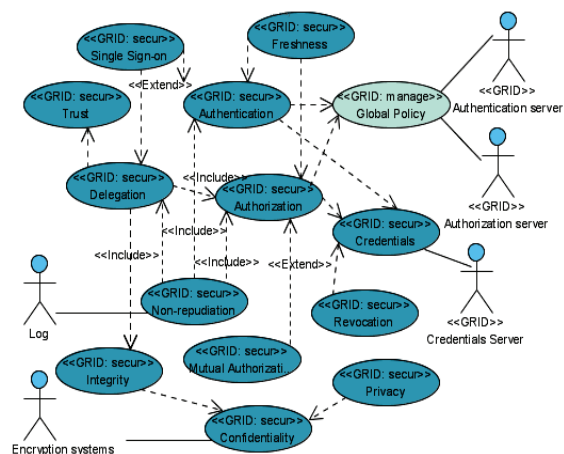 <<GRID: secur>>
Single Sign-on
<<GRID: secur>>
Freshness
<<Extend>>
<<GRID: secur>>
Trust
<<GRID: secur>>
Authentication
<<GRID: manage>>
Global Policy
<<GRID>>
Authentication server
<<GRID: secur>>
Delegation
<<Include>>
<<GRID: secur>>
Authorization
<<GRID>>
Authorization server
<<GRID: secur>>
Credentials
<<Include>>
<<Include>>
<<Extend>>
<<GRID: secur>>
Non-repudiation
<<GRID: secur>>
Revocation
<<GRID>>
Credentials Server
Log
<<GRID: secur>>
Integrity
<<GRID: secur>>
Mutual Authorizati...
<<GRID: secur>>
Privacy
<<GRID: secur>>
Confidentiality
Encryption systems